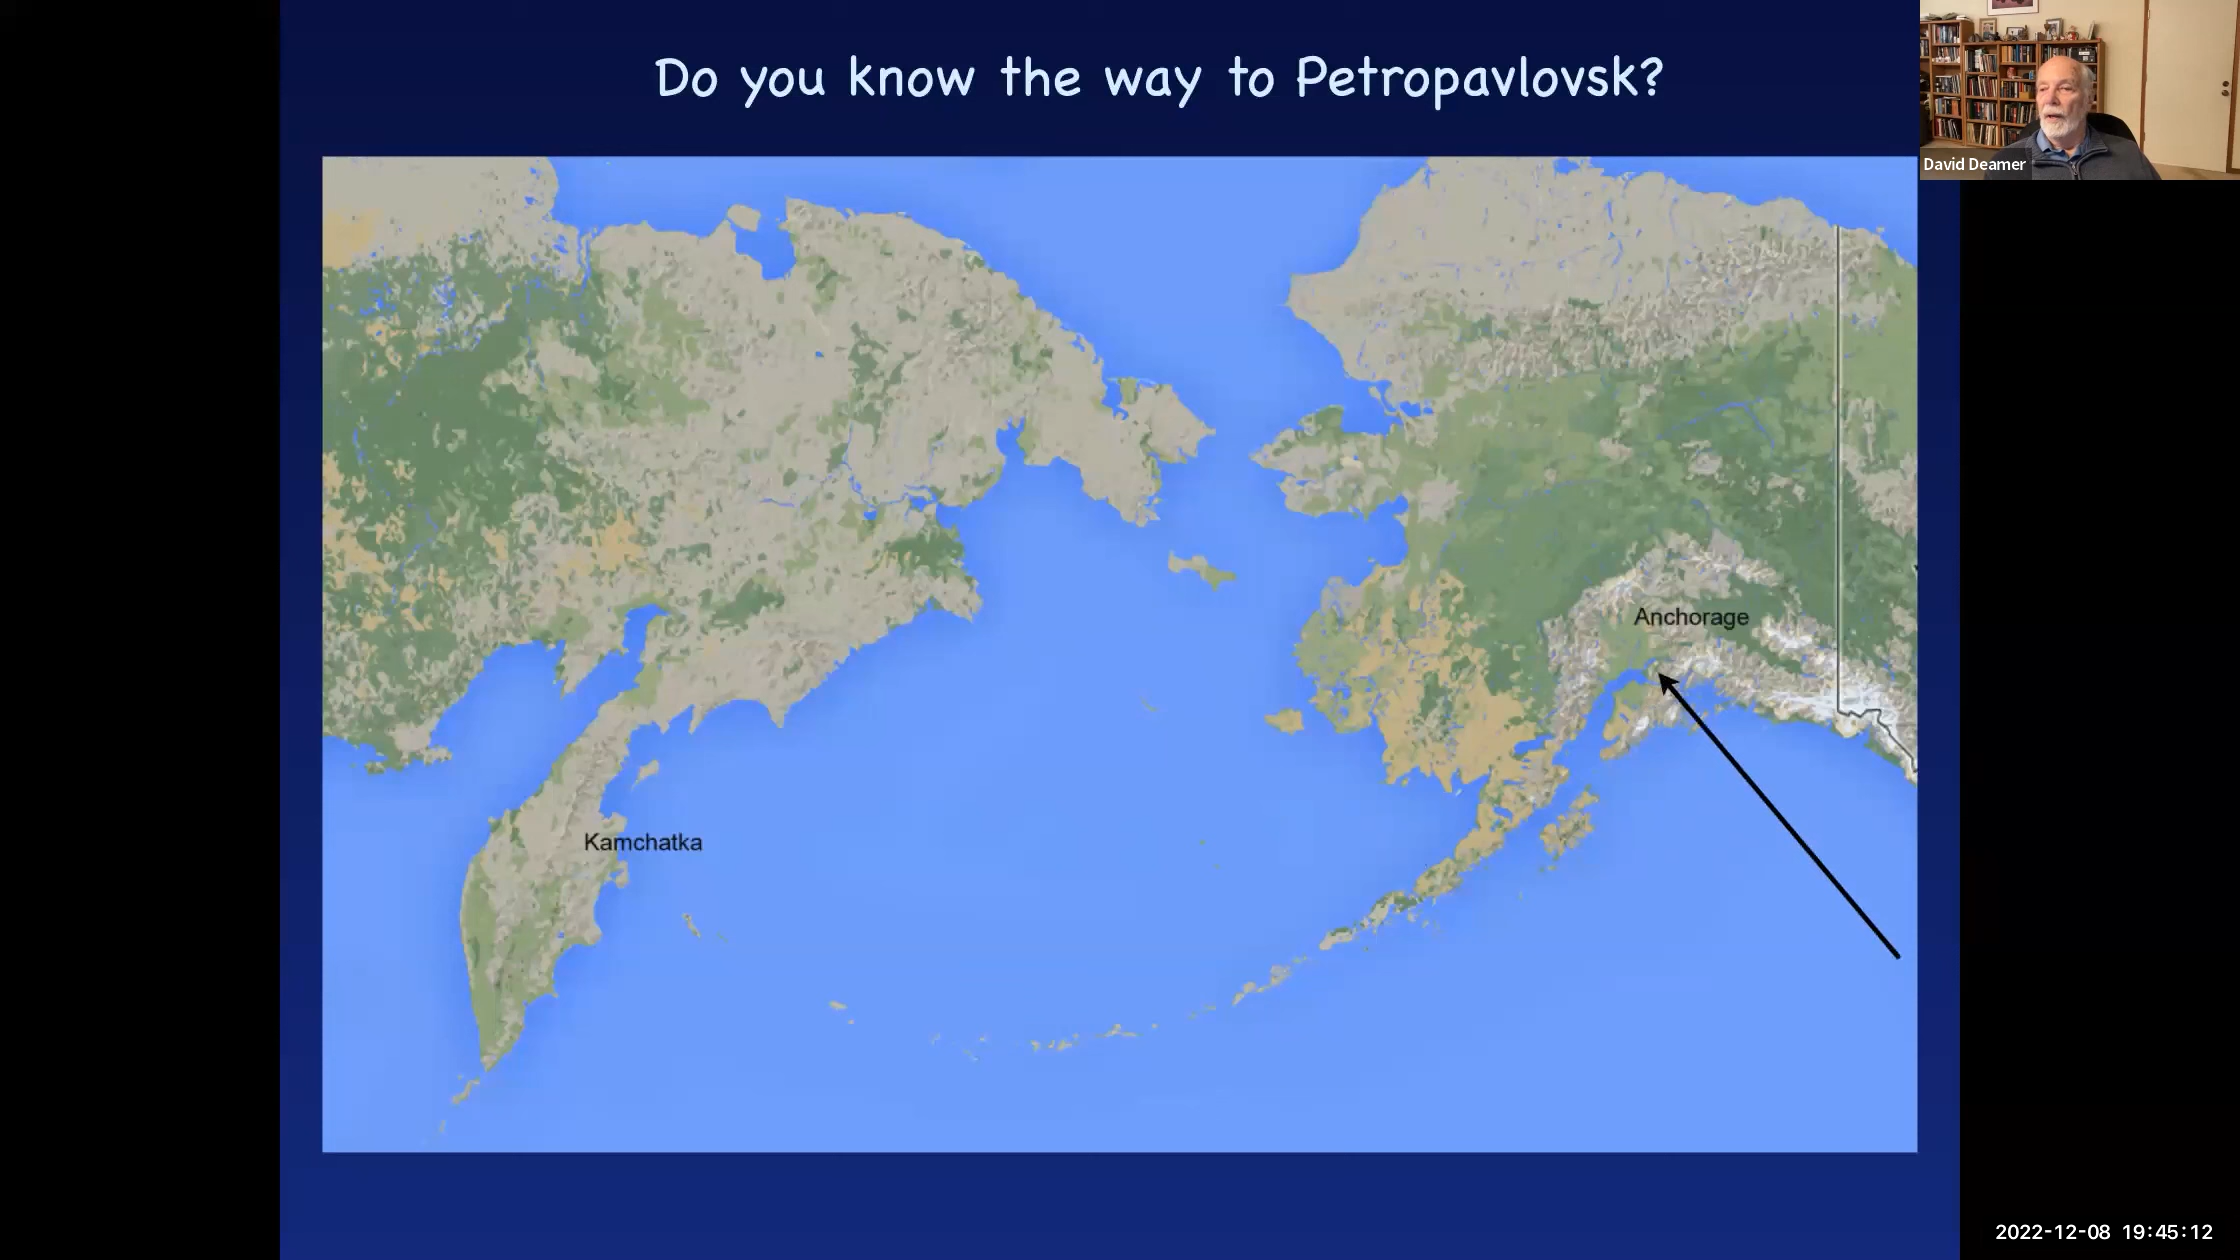 Do you know the way to Petropavlovsk?
David Deamer
Anchorage
Kamchatka
2022-12-08 19:45:12